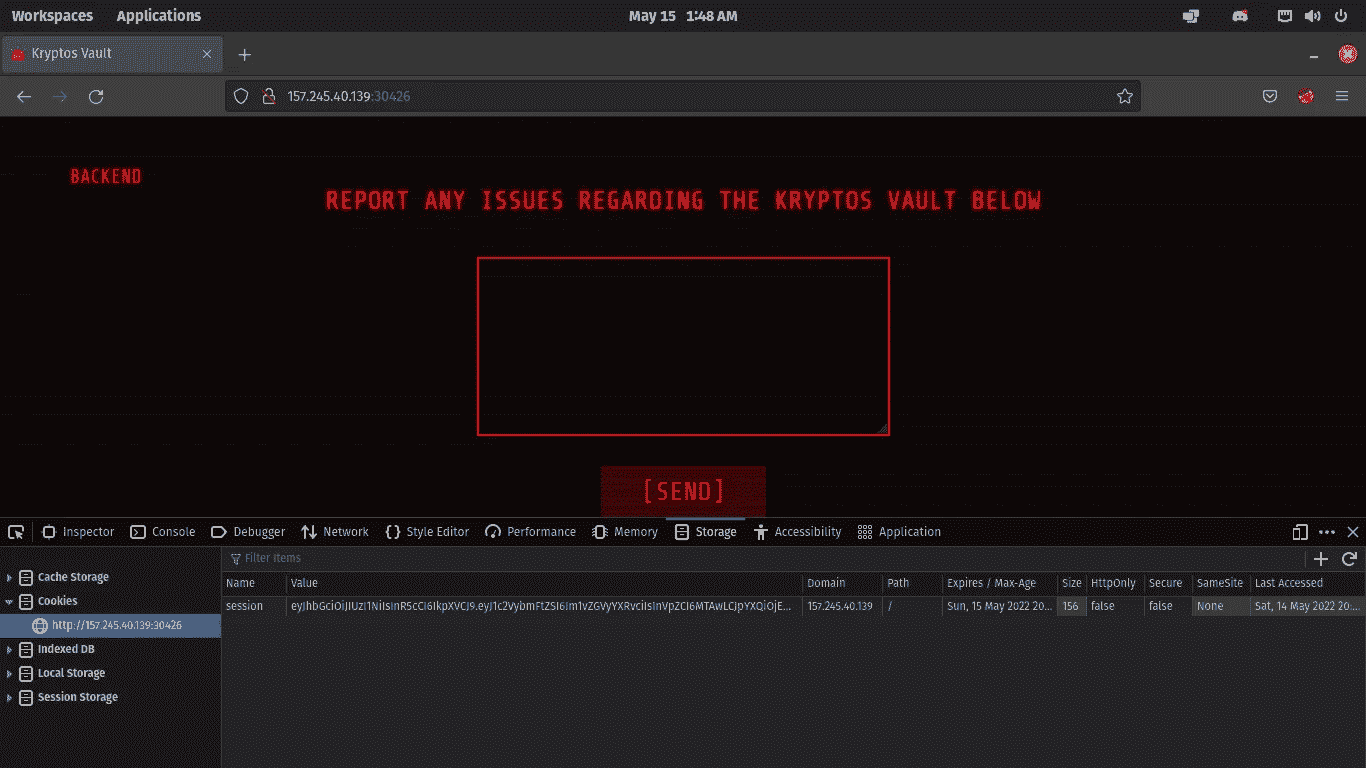 Workspaces Applications May 15 1:48 AM
Kryptos Vault
157.245.40.139:30426
BACKEND
REPORT ANY ISSUES REGARDING THE KRYPTOS VAULT BELOW
[SEND]
Inspector Console Debugger Network Style Editor Performance Memory Storage Accessibility Application
Filter Items
Cache Storage
Cookies
http://157.245.40.139:30426
Indexed DB
Local Storage
Session Storage
Name Value Domain Path Expires / Max-Age Size HttpOnly Secure SameSite Last Accessed
session 157.245.40.139 / Sun, 15 May 2022 20... 156 false false None Sat, 14 May 2022 20:...